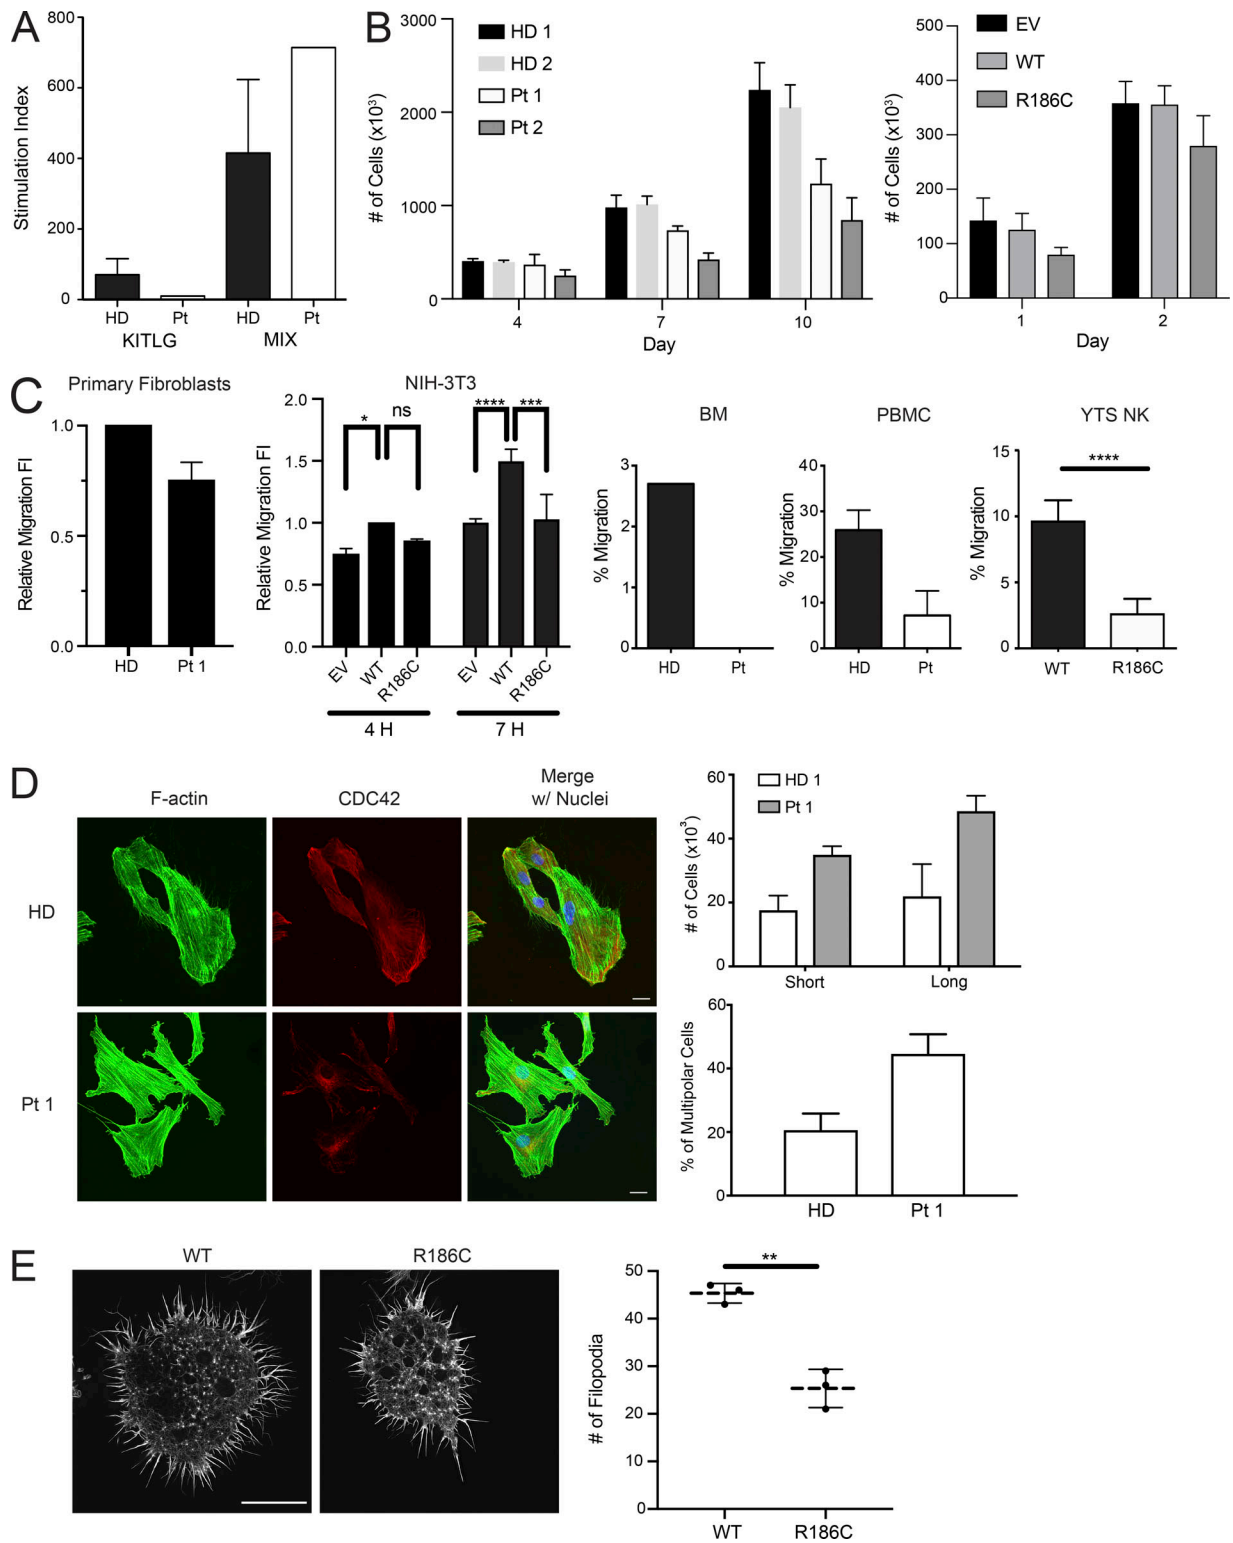 A
Stimulation Index
800
600
400
200
0
HD
Pt
HD
Pt
KITLG
MIX
B
# of Cells (x10³)
3000
2000
1000
0
HD 1
HD 2
Pt 1
Pt 2
4
7
10
Day
# of Cells (x10³)
500
400
300
200
100
0
EV
WT
R186C
1
2
Day
C
Primary Fibroblasts
Relative Migration FI
1.0
0.5
0.0
HD
Pt 1
NIH-3T3
Relative Migration FI
2.0
1.5
1.0
0.5
0.0
*
ns
****
***
EV
WT
R186C
EV
WT
R186C
4 H
7 H
BM
% Migration
3
2
1
0
HD
Pt
PBMC
% Migration
40
30
20
10
0
HD
Pt
YTS NK
% Migration
15
10
5
0
****
WT
R186C
D
F-actin
CDC42
Merge
w/ Nuclei
HD
Pt 1
# of Cells (x10³)
60
40
20
0
HD 1
Pt 1
Short
Long
% of Multipolar Cells
60
40
20
0
HD
Pt 1
E
WT
R186C
# of Filopodia
50
40
30
20
10
0
**
WT
R186C